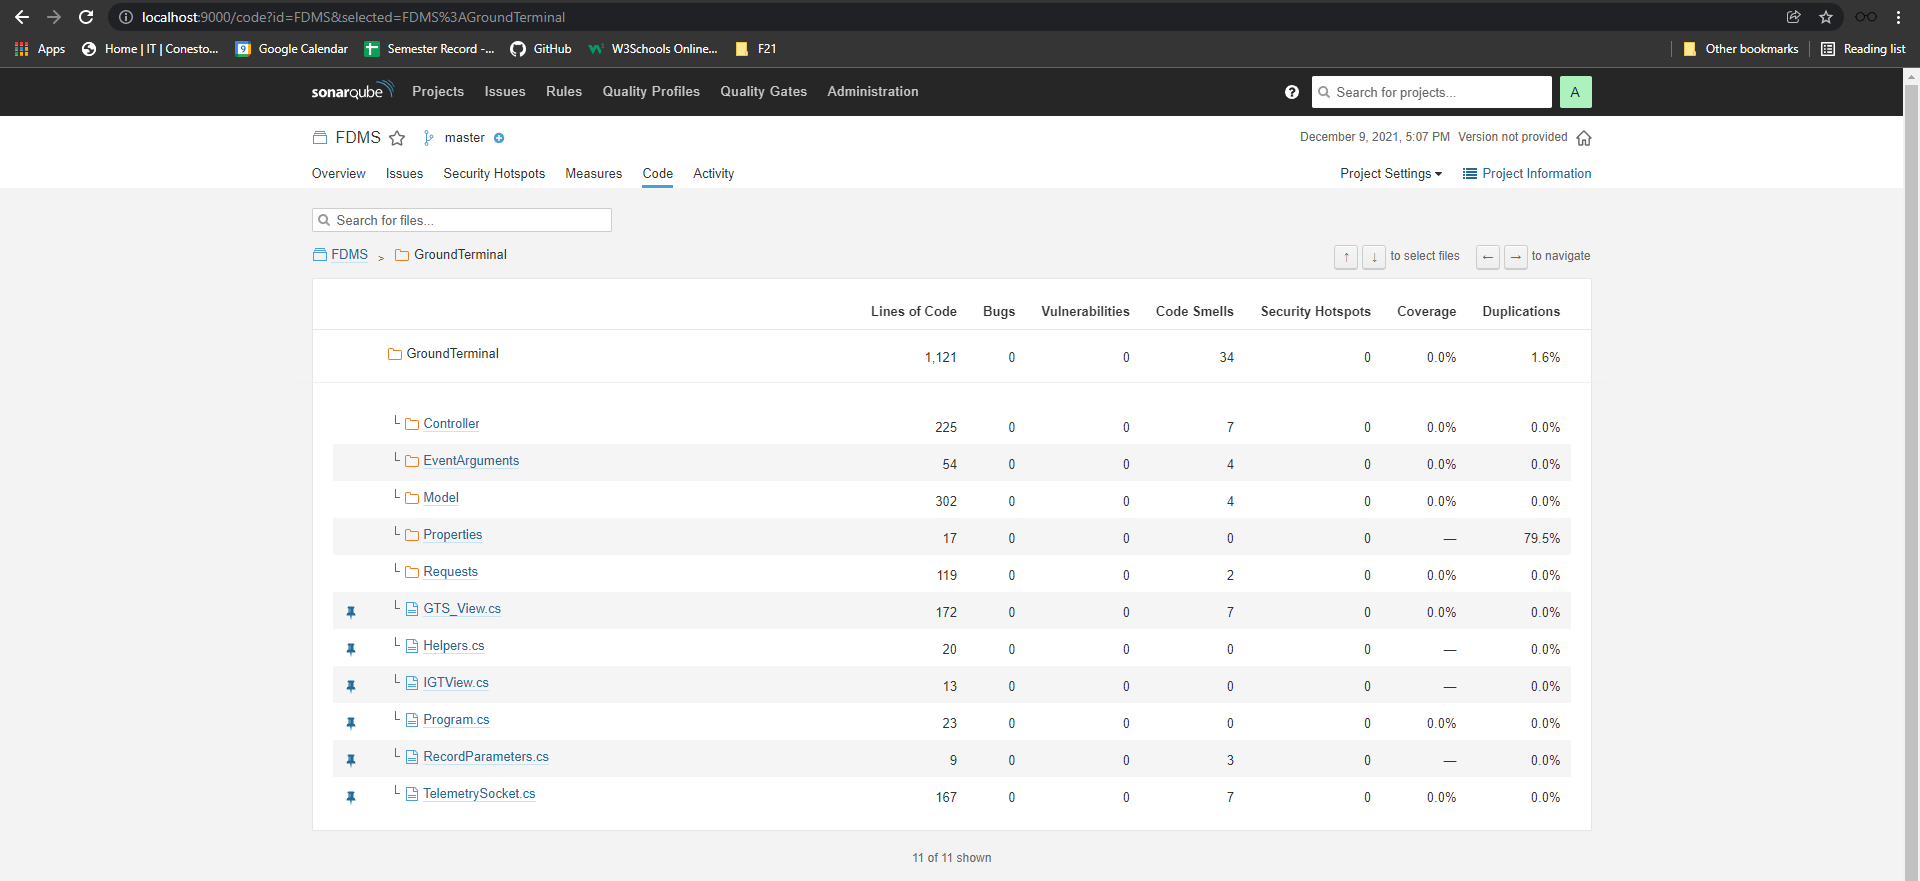 localhost:9000/code?id=FDMS&selected=FDMS%3AGroundTerminal
Apps Home | IT | Conesto... 9 Google Calendar Semester Record -... GitHub W3Schools Online... F21 Other bookmarks Reading list
sonarqube Projects Issues Rules Quality Profiles Quality Gates Administration ? Search for projects... A
FDMS master December 9, 2021, 5:07 PM Version not provided
Overview Issues Security Hotspots Measures Code Activity Project Settings Project Information
Search for files...
FDMS > GroundTerminal ↑ ↓ to select files ← → to navigate
Lines of Code Bugs Vulnerabilities Code Smells Security Hotspots Coverage Duplications
GroundTerminal 1,121 0 0 34 0 0.0% 1.6%
Controller 225 0 0 7 0 0.0% 0.0%
EventArguments 54 0 0 4 0 0.0% 0.0%
Model 302 0 0 4 0 0.0% 0.0%
Properties 17 0 0 0 0 — 79.5%
Requests 119 0 0 2 0 0.0% 0.0%
GTS_View.cs 172 0 0 7 0 0.0% 0.0%
Helpers.cs 20 0 0 0 0 — 0.0%
IGTView.cs 13 0 0 0 0 — 0.0%
Program.cs 23 0 0 0 0 0.0% 0.0%
RecordParameters.cs 9 0 0 3 0 — 0.0%
TelemetrySocket.cs 167 0 0 7 0 0.0% 0.0%
11 of 11 shown